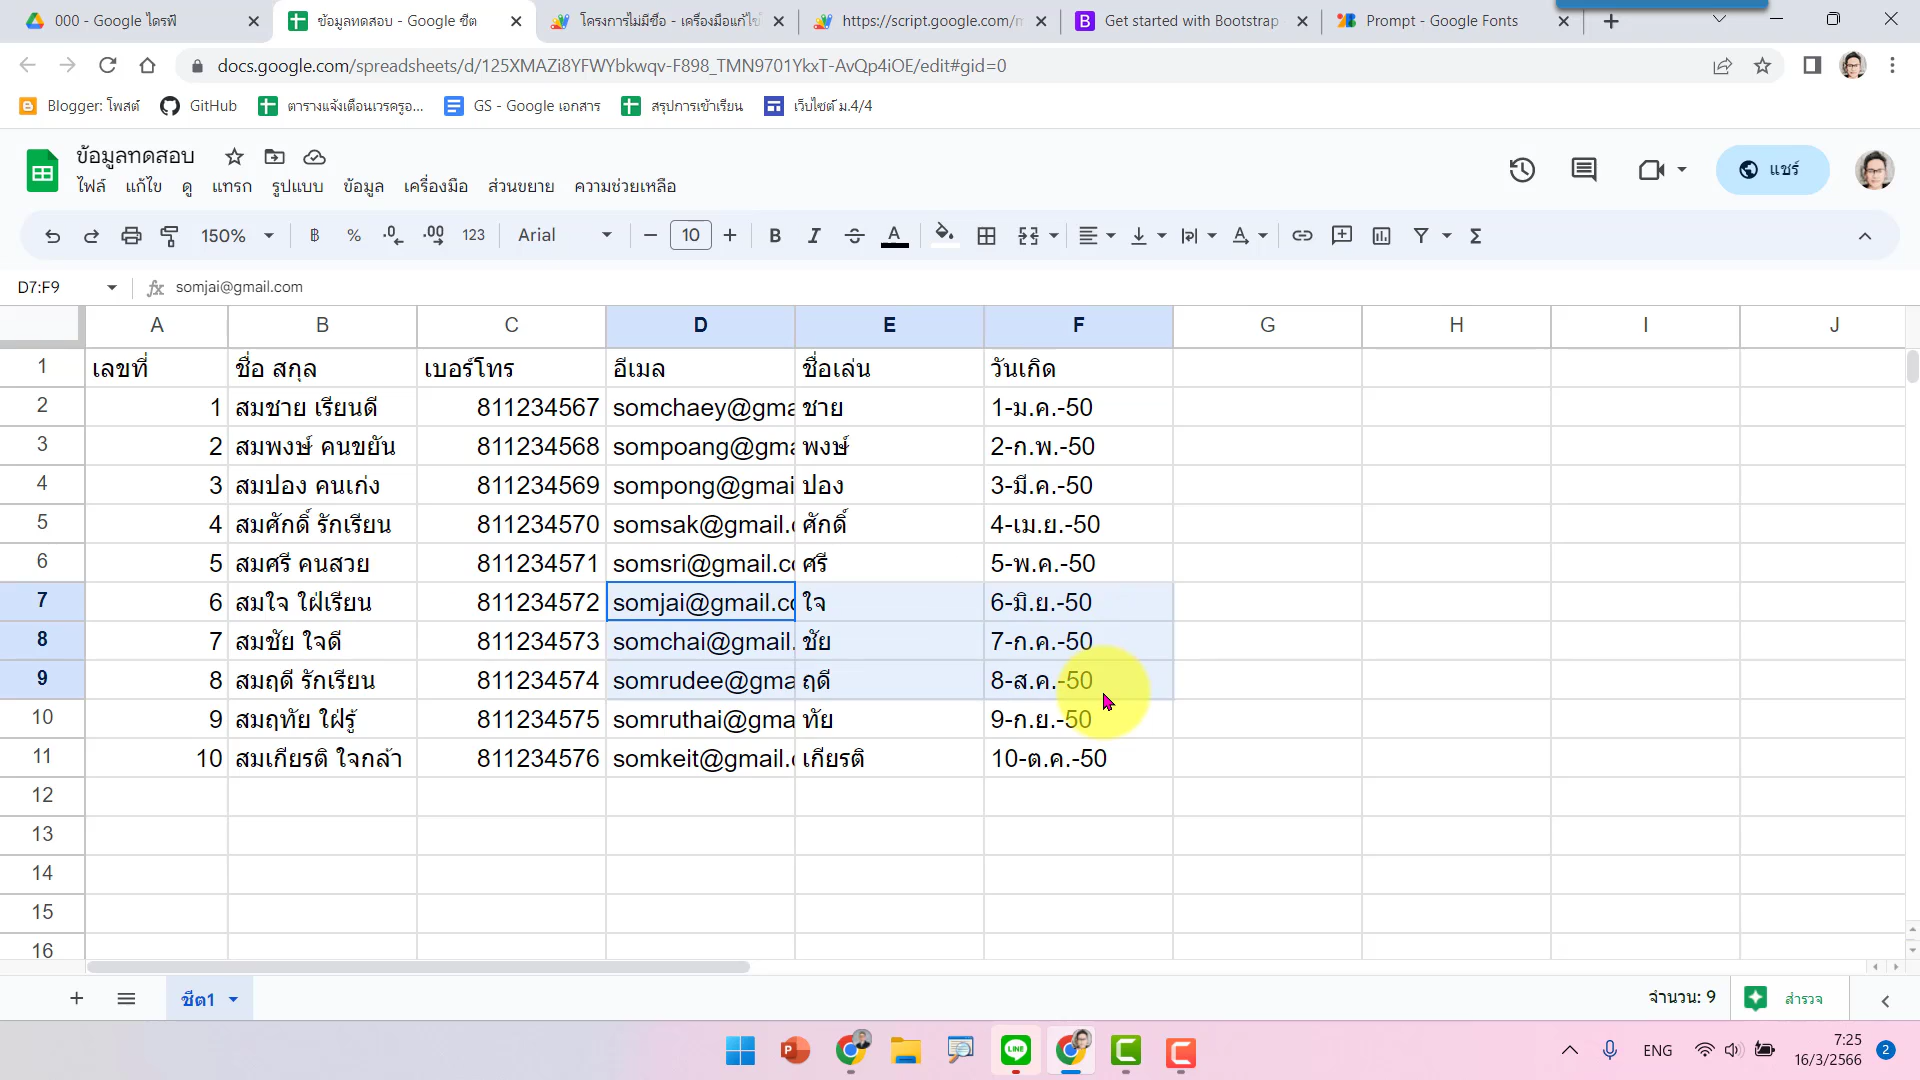 000 - Google ไดรฟ์
ข้อมูลทดสอบ - Google ชีต
โครงการไม่มีชื่อ - เครื่องมือแก้ไข
https://script.google.com/m
Get started with Bootstrap
Prompt - Google Fonts
docs.google.com/spreadsheets/d/125XMAZi8YFWYbkwqv-F898_TMN9701YkxT-AvQp4iOE/edit#gid=0
Blogger: โพสต์
GitHub
ตารางแจ้งเตือนเวรครูอ...
GS - Google เอกสาร
สรุปการเข้าเรียน
เว็บไซต์ ม.4/4
ข้อมูลทดสอบ
ไฟล์ แก้ไข ดู แทรก รูปแบบ ข้อมูล เครื่องมือ ส่วนขยาย ความช่วยเหลือ
แชร์
150% ฿ % .0 .00 123 Arial 10 B I A
D7:F9 fx somjai@gmail.com
A B C D E F G H I J
1 เลขที่ ชื่อ สกุล เบอร์โทร อีเมล ชื่อเล่น วันเกิด
2 1 สมชาย เรียนดี 811234567 somchaey@gma ชาย 1-ม.ค.-50
3 2 สมพงษ์ คนขยัน 811234568 sompoang@gma พงษ์ 2-ก.พ.-50
4 3 สมปอง คนเก่ง 811234569 sompong@gmai ปอง 3-มี.ค.-50
5 4 สมศักดิ์ รักเรียน 811234570 somsak@gmail.c ศักดิ์ 4-เม.ย.-50
6 5 สมศรี คนสวย 811234571 somsri@gmail.co ศรี 5-พ.ค.-50
7 6 สมใจ ใฝ่เรียน 811234572 somjai@gmail.co ใจ 6-มิ.ย.-50
8 7 สมชัย ใจดี 811234573 somchai@gmail. ชัย 7-ก.ค.-50
9 8 สมฤดี รักเรียน 811234574 somrudee@gma ฤดี 8-ส.ค.-50
10 9 สมฤทัย ใฝ่รู้ 811234575 somruthai@gma ทัย 9-ก.ย.-50
11 10 สมเกียรติ ใจกล้า 811234576 somkeit@gmail.c เกียรติ 10-ต.ค.-50
12
13
14
15
16
ชีต1
จำนวน: 9
สำรวจ
LINE
ENG
7:25
16/3/2566
2